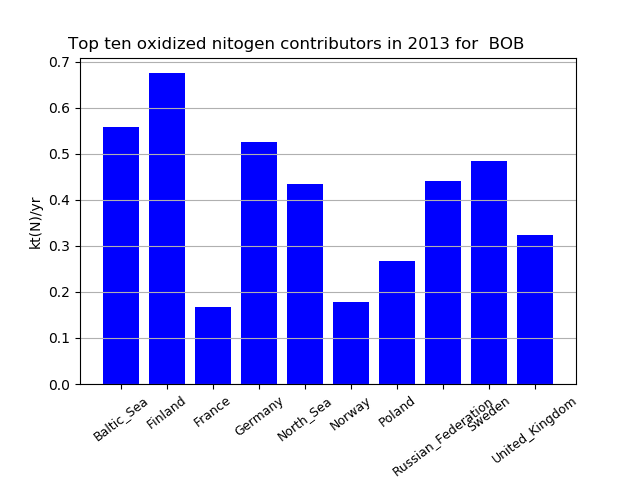 Top ten oxidized nitogen contributors in 2013 for  BOB
kt(N)/yr
0.7
0.6
0.5
0.4
0.3
0.2
0.1
0.0
Baltic_Sea
Finland
France
Germany
North_Sea
Norway
Poland
Russian_Federation
Sweden
United_Kingdom